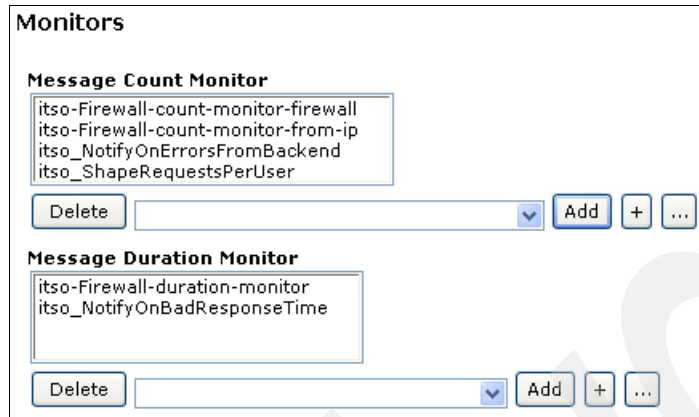 Monitors
Message Count Monitor
itso-Firewall-count-monitor-firewall
itso-Firewall-count-monitor-from-ip
itso_NotifyOnErrorsFromBackend
itso_ShapeRequestsPerUser
Delete Add + ...
Message Duration Monitor
itso-Firewall-duration-monitor
itso_NotifyOnBadResponseTime
Delete Add + ...